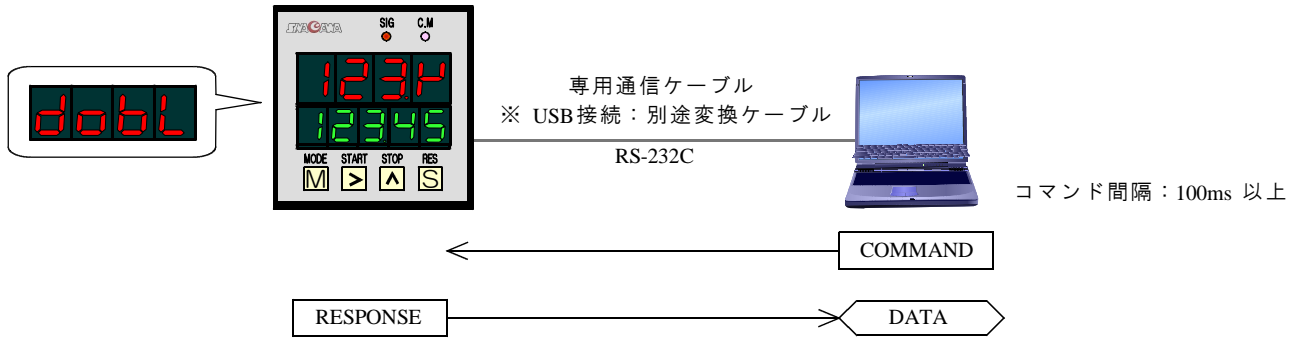 SIG C.M
dobL
1234
12345
MODE START STOP RES
M > ∧ S
専用通信ケーブル
※ USB接続：別途変換ケーブル
RS-232C
コマンド間隔：100ms 以上
COMMAND
RESPONSE
DATA